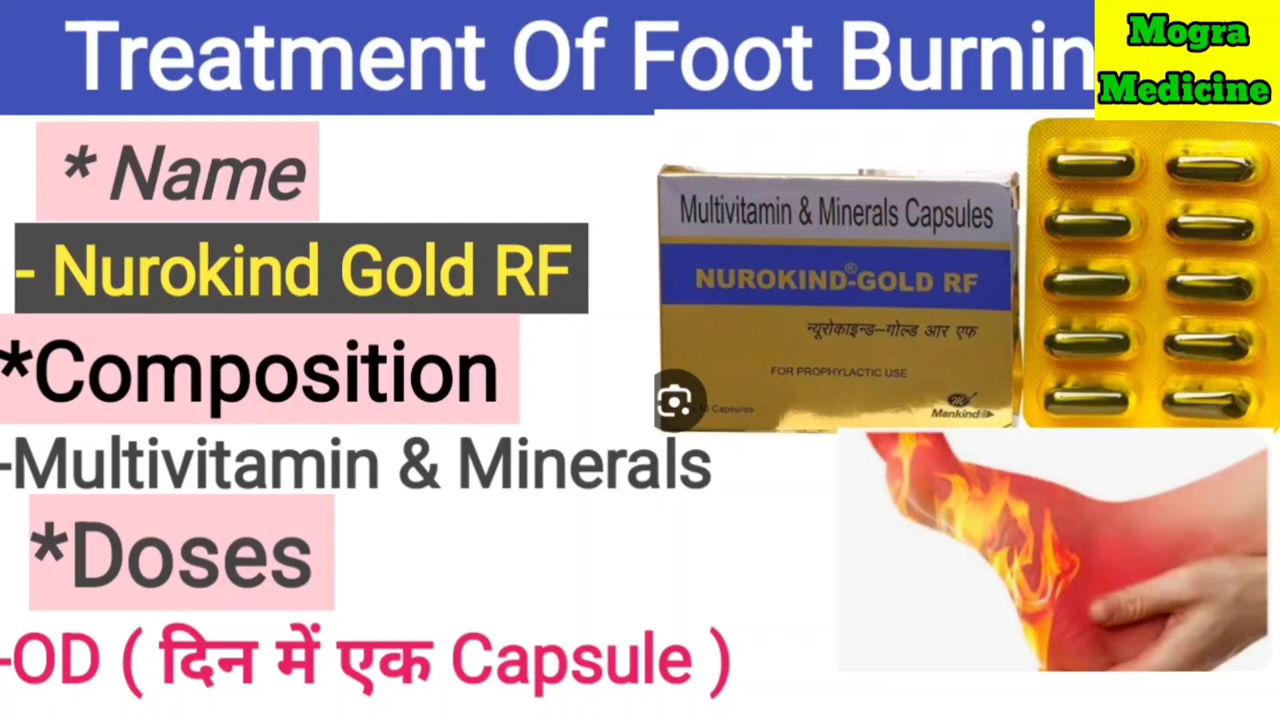 Treatment Of Foot Burnin
Mogra
Medicine
* Name
- Nurokind Gold RF
*Composition
-Multivitamin & Minerals
*Doses
-OD ( दिन में एक Capsule )
Multivitamin & Minerals Capsules
NUROKIND®-GOLD RF
न्यूरोकाइन्ड–गोल्ड आर एफ
FOR PROPHYLACTIC USE
10 Capsules
Mankind